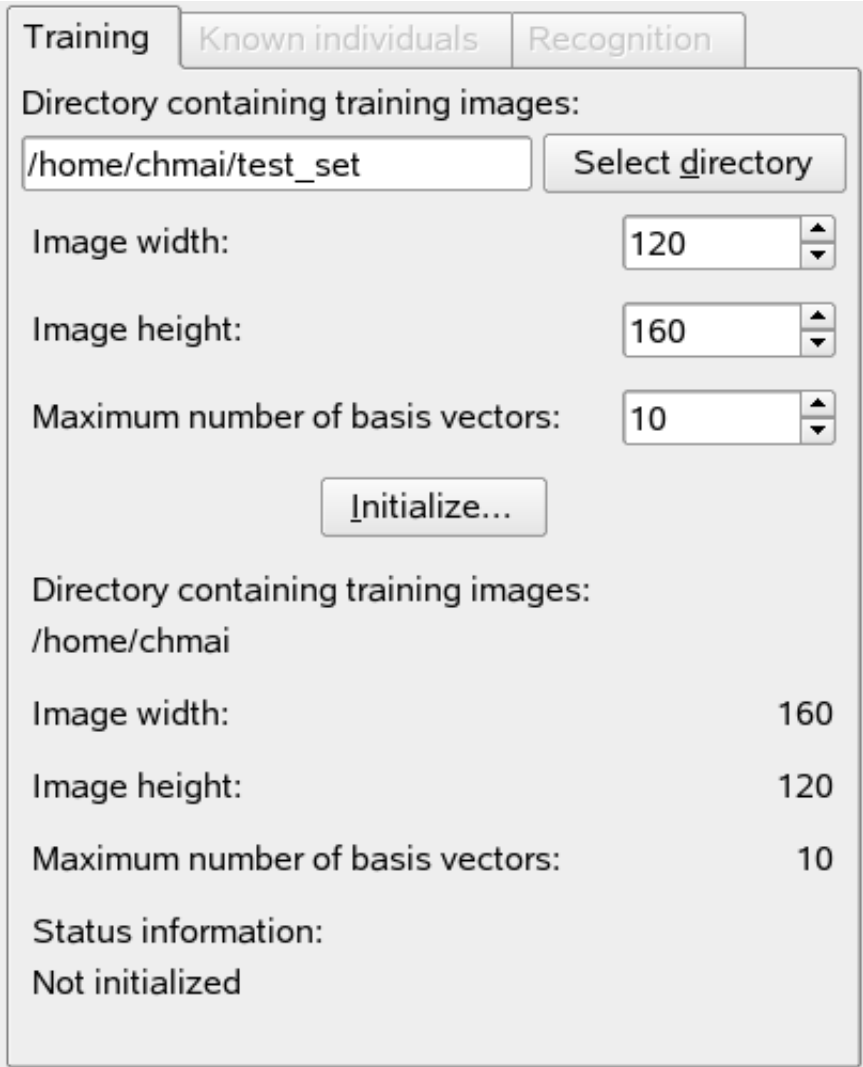 Training Known individuals Recognition
Directory containing training images:
/home/chmai/test_set Select directory
Image width: 120
Image height: 160
Maximum number of basis vectors: 10
Initialize...
Directory containing training images:
/home/chmai
Image width: 160
Image height: 120
Maximum number of basis vectors: 10
Status information:
Not initialized